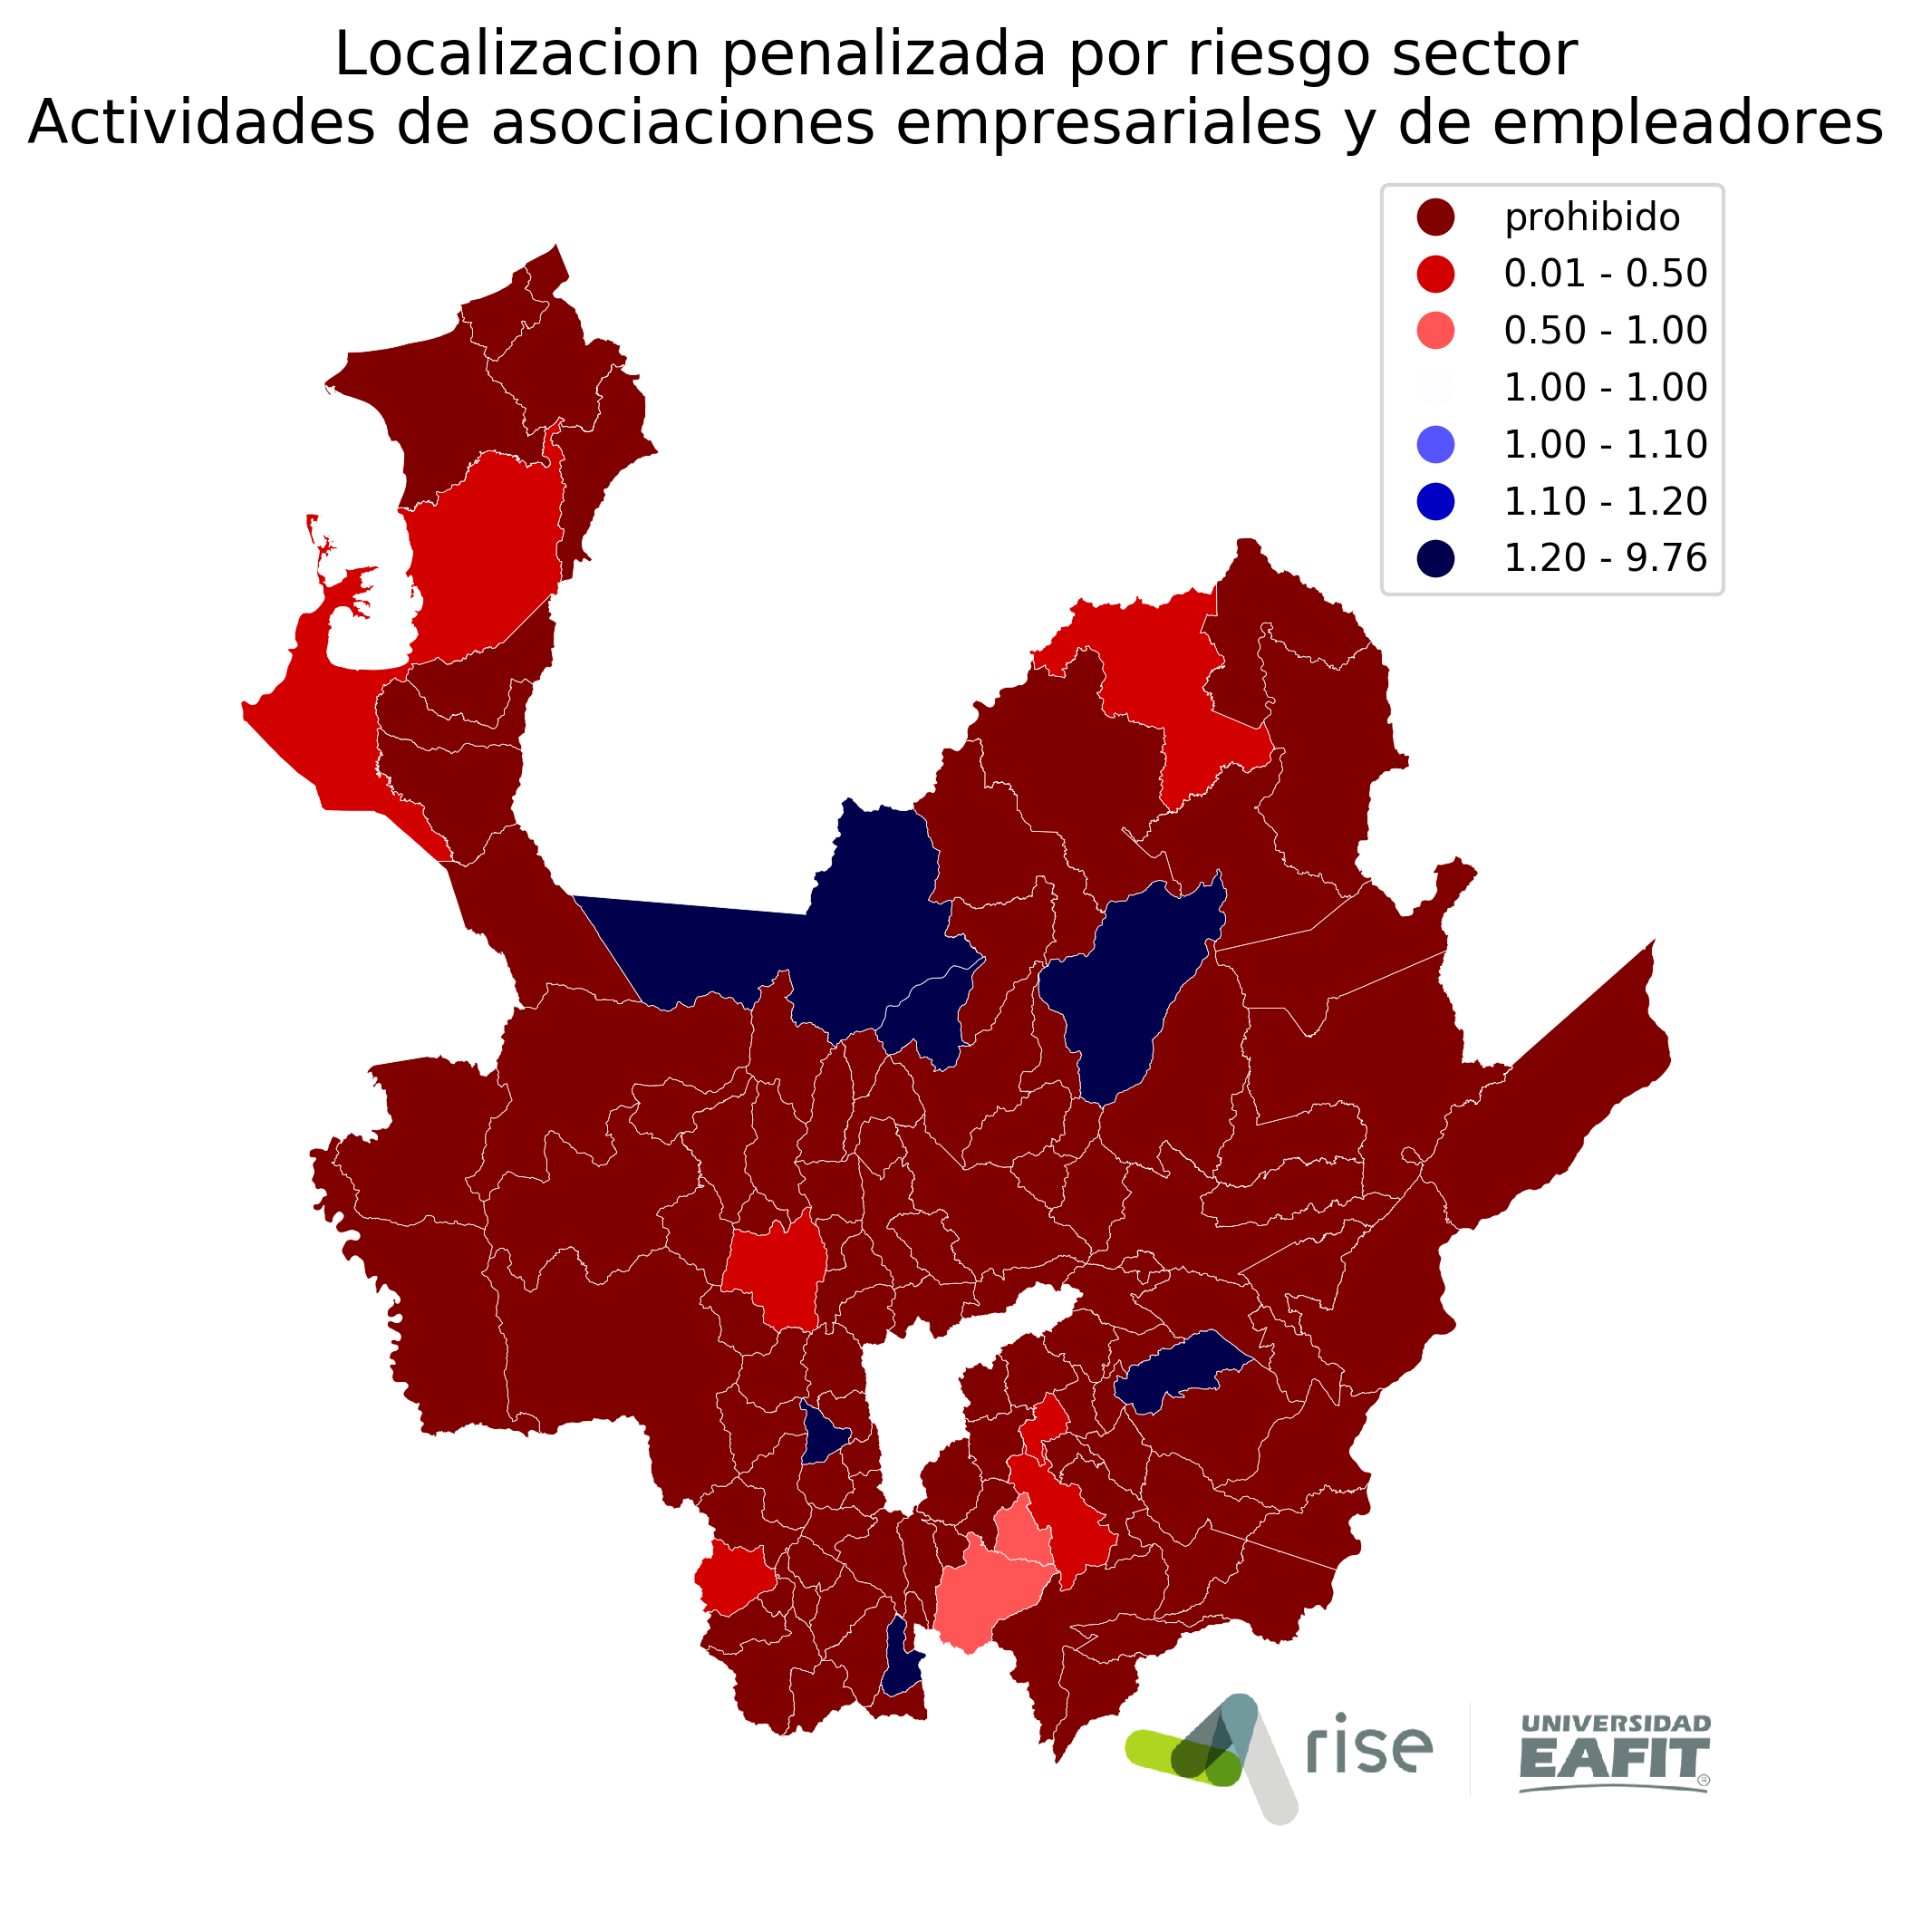 Localizacion penalizada por riesgo sector
Actividades de asociaciones empresariales y de empleadores
prohibido
0.01 - 0.50
0.50 - 1.00
1.00 - 1.00
1.00 - 1.10
1.10 - 1.20
1.20 - 9.76
rise
UNIVERSIDAD
EAFIT®